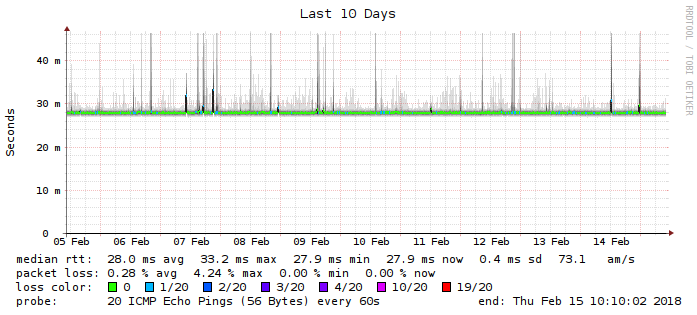 Last 10 Days
RRDTOOL / TOBI OETIKER
Seconds
40 m
30 m
20 m
10 m
0
05 Feb 06 Feb 07 Feb 08 Feb 09 Feb 10 Feb 11 Feb 12 Feb 13 Feb 14 Feb
median rtt: 28.0 ms avg 33.2 ms max 27.9 ms min 27.9 ms now 0.4 ms sd 73.1 am/s
packet loss: 0.28 % avg 4.24 % max 0.00 % min 0.00 % now
loss color: 0 1/20 2/20 3/20 4/20 10/20 19/20
probe: 20 ICMP Echo Pings (56 Bytes) every 60s end: Thu Feb 15 10:10:02 2018